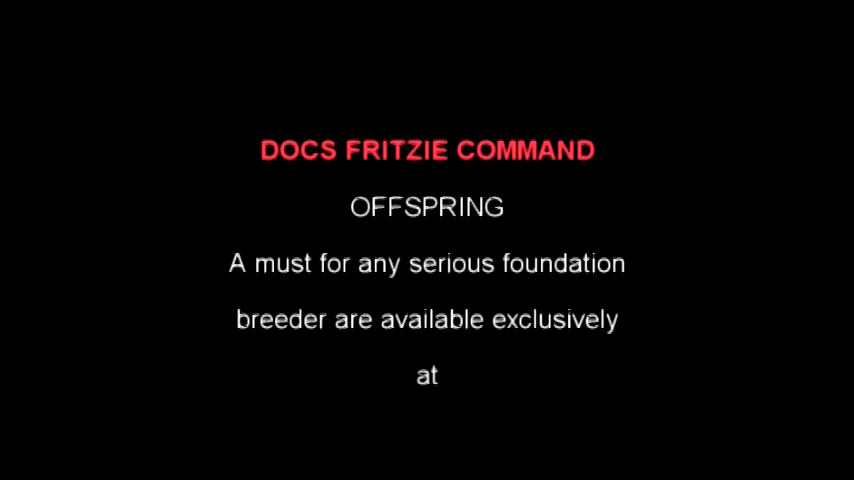 DOCS FRITZIE COMMAND
OFFSPRING
A must for any serious foundation
breeder are available exclusively
at